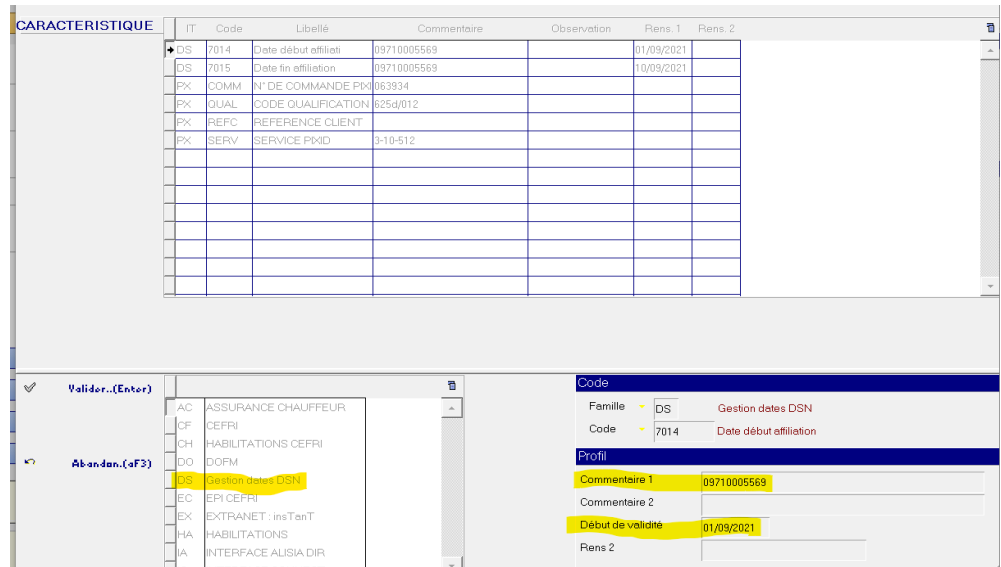 CARACTERISTIQUE
IT Code Libellé Commentaire Observation Rens. 1 Rens. 2
DS 7014 Date début affiliati 09710005569 01/09/2021
DS 7015 Date fin affiliation 09710005569 10/09/2021
PX COMM N° DE COMMANDE PIXI 063934
PX QUAL CODE QUALIFICATION 625d/012
PX REFC REFERENCE CLIENT
PX SERV SERVICE PIXID 3-10-512
Valider..(Enter)
Abandon.(aF3)
AC ASSURANCE CHAUFFEUR
CF CEFRI
CH HABILITATIONS CEFRI
DO DOFM
DS Gestion dates DSN
EC EPI CEFRI
EX EXTRANET : insTanT
HA HABILITATIONS
IA INTERFACE ALISIA DIR
Code
Famille DS Gestion dates DSN
Code 7014 Date début affiliation
Profil
Commentaire 1 09710005569
Commentaire 2
Début de validité 01/09/2021
Rens 2